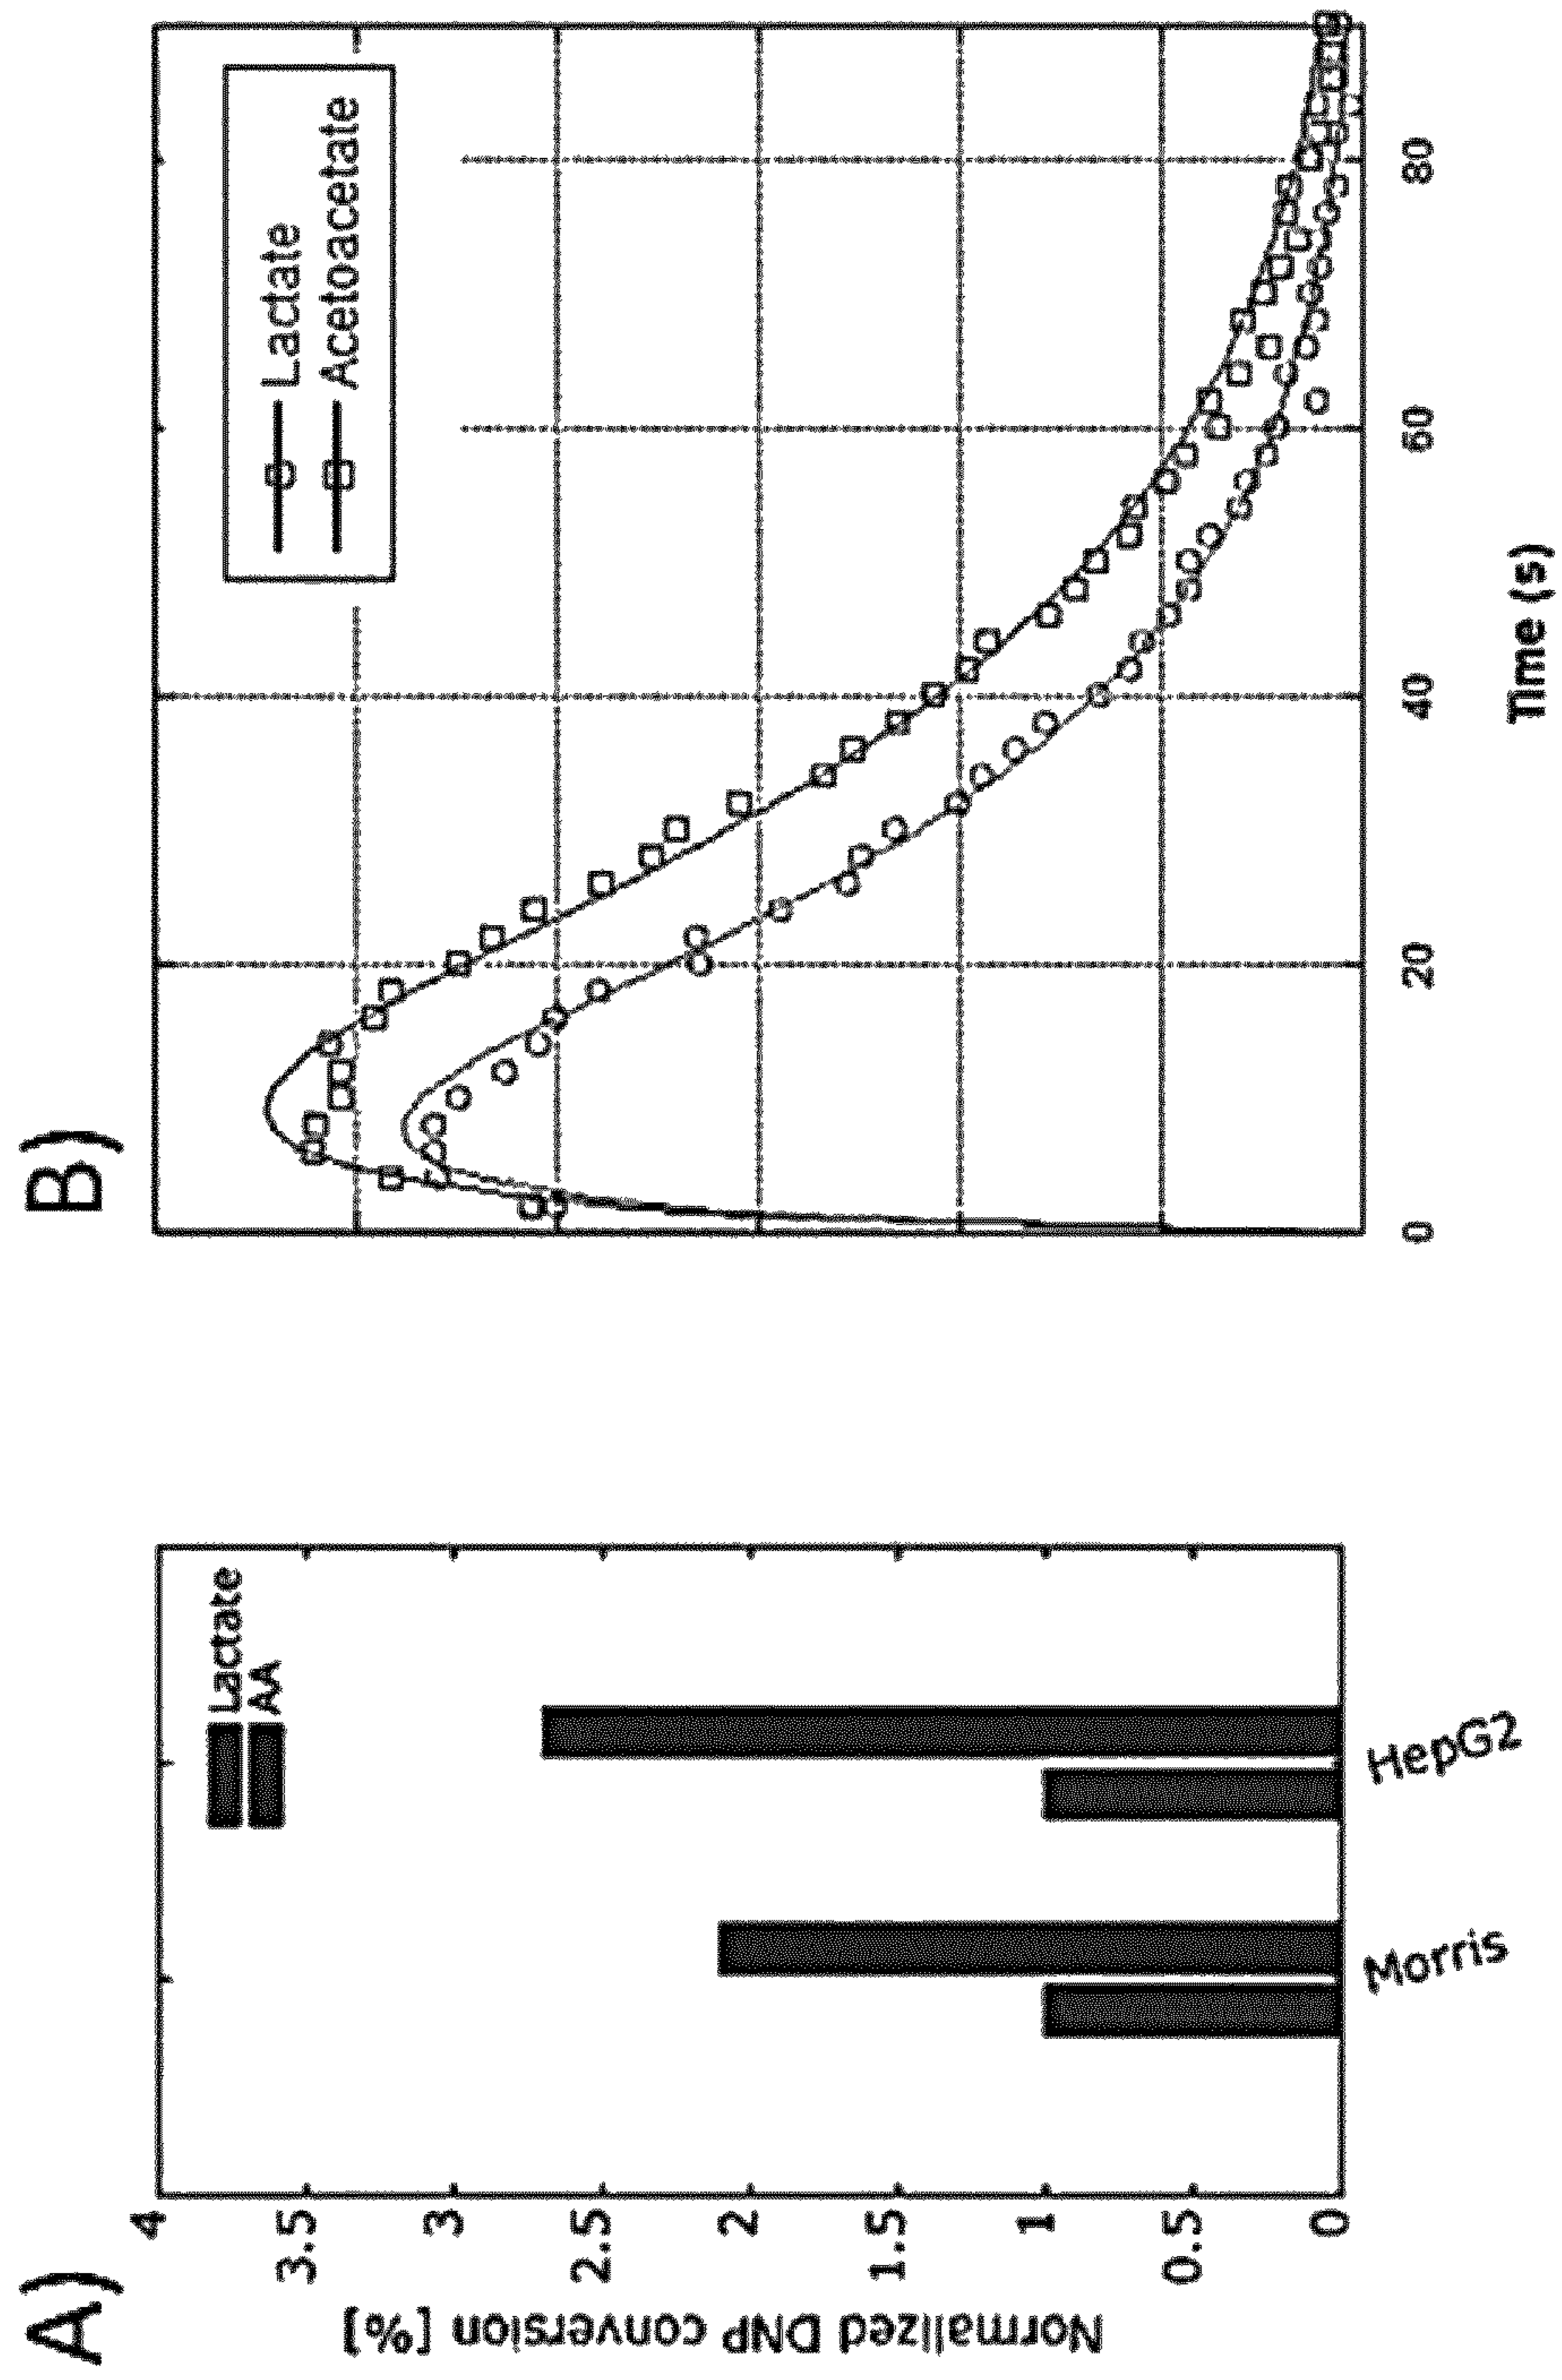 A)
Normalized DNP conversion [%]
4
3.5
3
2.5
2
1.5
1
0.5
0
Lactate
AA
Morris
HepG2
B)
Lactate
Acetoacetate
0
20
40
60
80
Time (s)